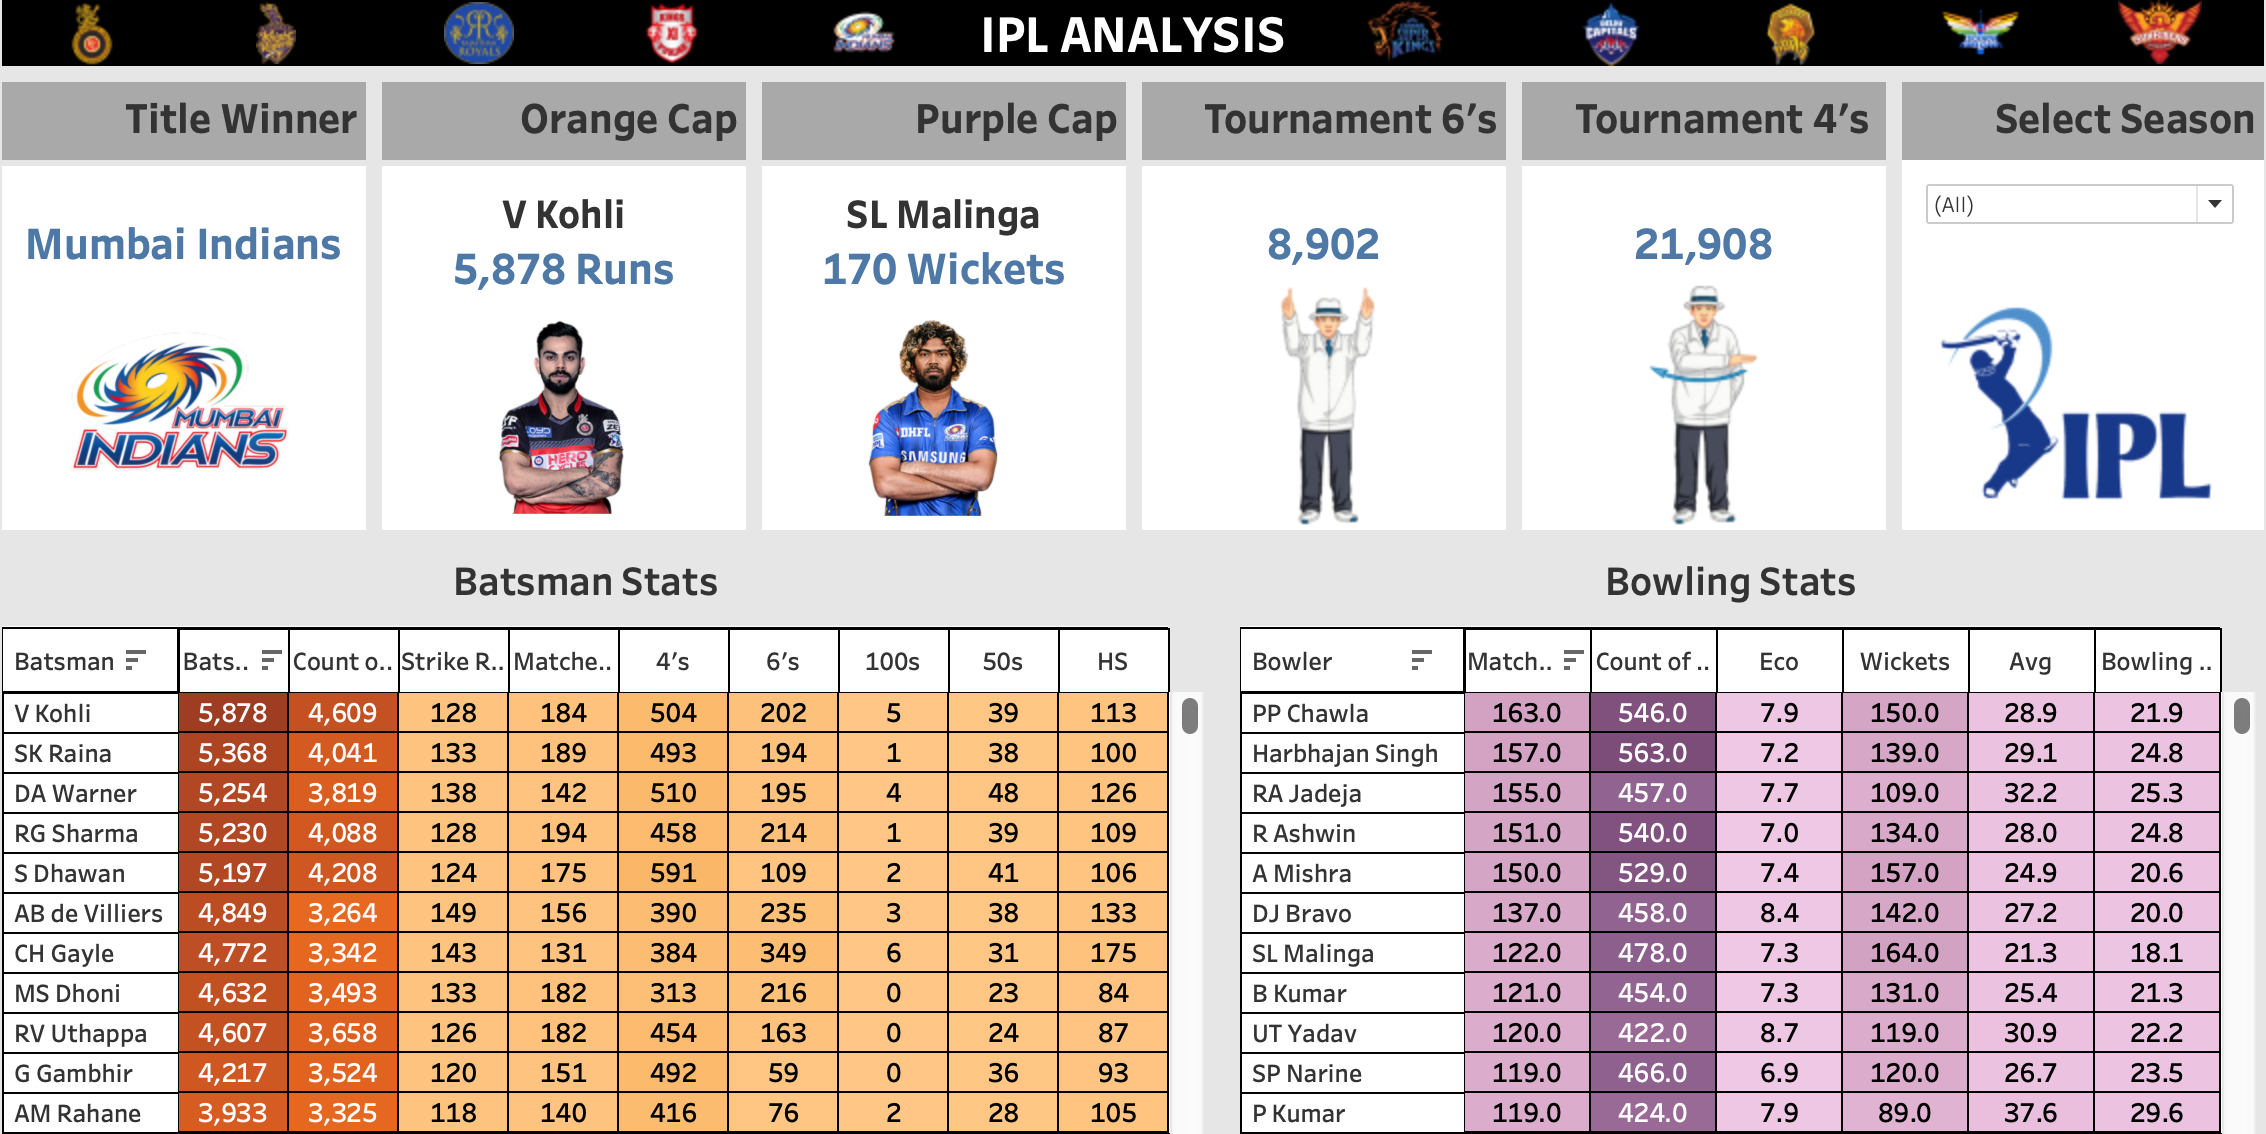 IPL ANALYSIS
Title Winner
Orange Cap
Purple Cap
Tournament 6’s
Tournament 4’s
Select Season
Mumbai Indians
MUMBAI
INDIANS
V Kohli
5,878 Runs
SL Malinga
170 Wickets
DHFL
SAMSUNG
8,902
21,908
(All)
IPL
Batsman Stats
Batsman Bats.. Count o.. Strike R.. Matche.. 4’s 6’s 100s 50s HS
V Kohli 5,878 4,609 128 184 504 202 5 39 113
SK Raina 5,368 4,041 133 189 493 194 1 38 100
DA Warner 5,254 3,819 138 142 510 195 4 48 126
RG Sharma 5,230 4,088 128 194 458 214 1 39 109
S Dhawan 5,197 4,208 124 175 591 109 2 41 106
AB de Villiers 4,849 3,264 149 156 390 235 3 38 133
CH Gayle 4,772 3,342 143 131 384 349 6 31 175
MS Dhoni 4,632 3,493 133 182 313 216 0 23 84
RV Uthappa 4,607 3,658 126 182 454 163 0 24 87
G Gambhir 4,217 3,524 120 151 492 59 0 36 93
AM Rahane 3,933 3,325 118 140 416 76 2 28 105
Bowling Stats
Bowler Match.. Count of .. Eco Wickets Avg Bowling ..
PP Chawla 163.0 546.0 7.9 150.0 28.9 21.9
Harbhajan Singh 157.0 563.0 7.2 139.0 29.1 24.8
RA Jadeja 155.0 457.0 7.7 109.0 32.2 25.3
R Ashwin 151.0 540.0 7.0 134.0 28.0 24.8
A Mishra 150.0 529.0 7.4 157.0 24.9 20.6
DJ Bravo 137.0 458.0 8.4 142.0 27.2 20.0
SL Malinga 122.0 478.0 7.3 164.0 21.3 18.1
B Kumar 121.0 454.0 7.3 131.0 25.4 21.3
UT Yadav 120.0 422.0 8.7 119.0 30.9 22.2
SP Narine 119.0 466.0 6.9 120.0 26.7 23.5
P Kumar 119.0 424.0 7.9 89.0 37.6 29.6